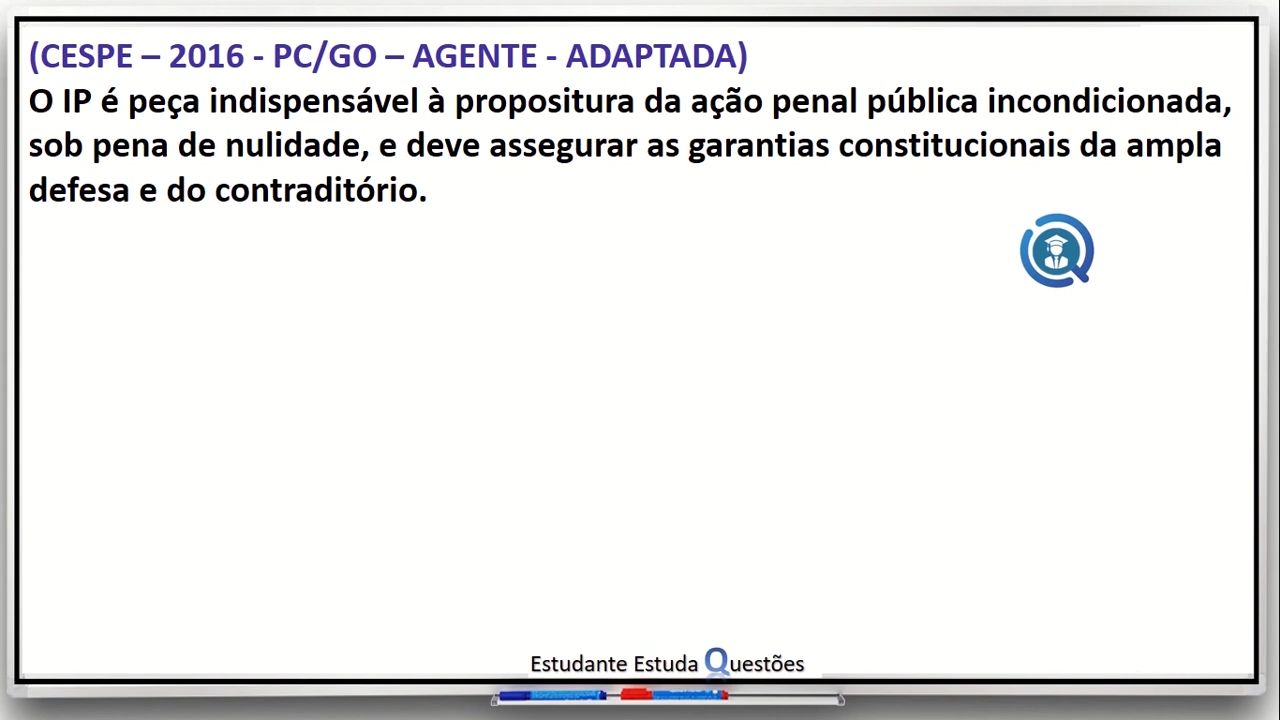 (CESPE – 2016 - PC/GO – AGENTE - ADAPTADA)
O IP é peça indispensável à propositura da ação penal pública incondicionada,
sob pena de nulidade, e deve assegurar as garantias constitucionais da ampla
defesa e do contraditório.
Estudante Estuda Questões